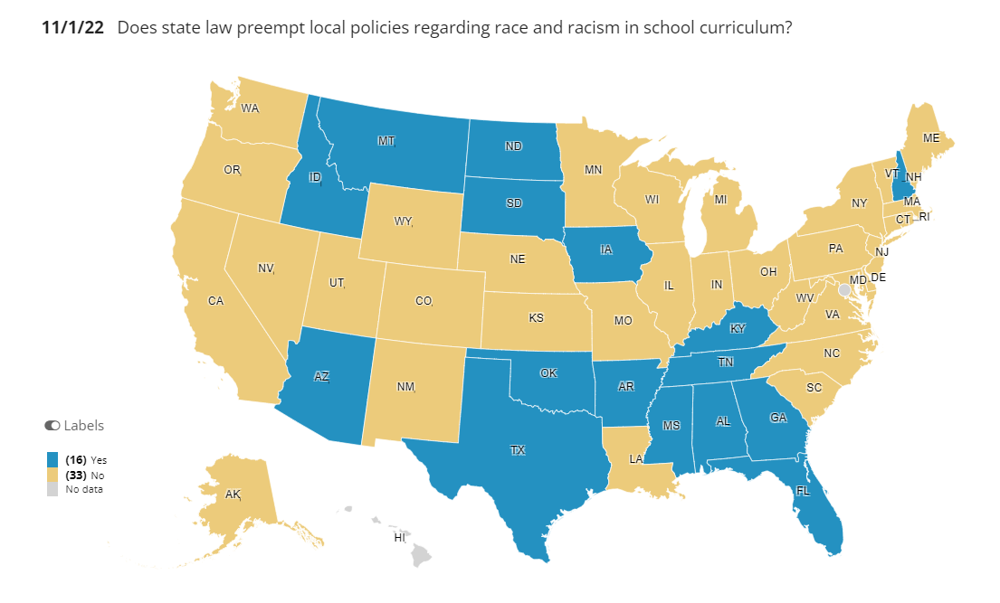 11/1/22 Does state law preempt local policies regarding race and racism in school curriculum?
WA
ME
MT
ND
OR
ID
MN
VT NH
SD
WI
MI
NY
MA
WY
CT RI
IA
PA
NJ
NE
NV
OH
MD DE
UT
IL
IN
CA
CO
WV
VA
KS
MO
KY
NC
TN
AZ
OK
NM
AR
SC
GA
AL
MS
Labels
TX
LA
(16) Yes
(33) No
No data
AK
FL
HI